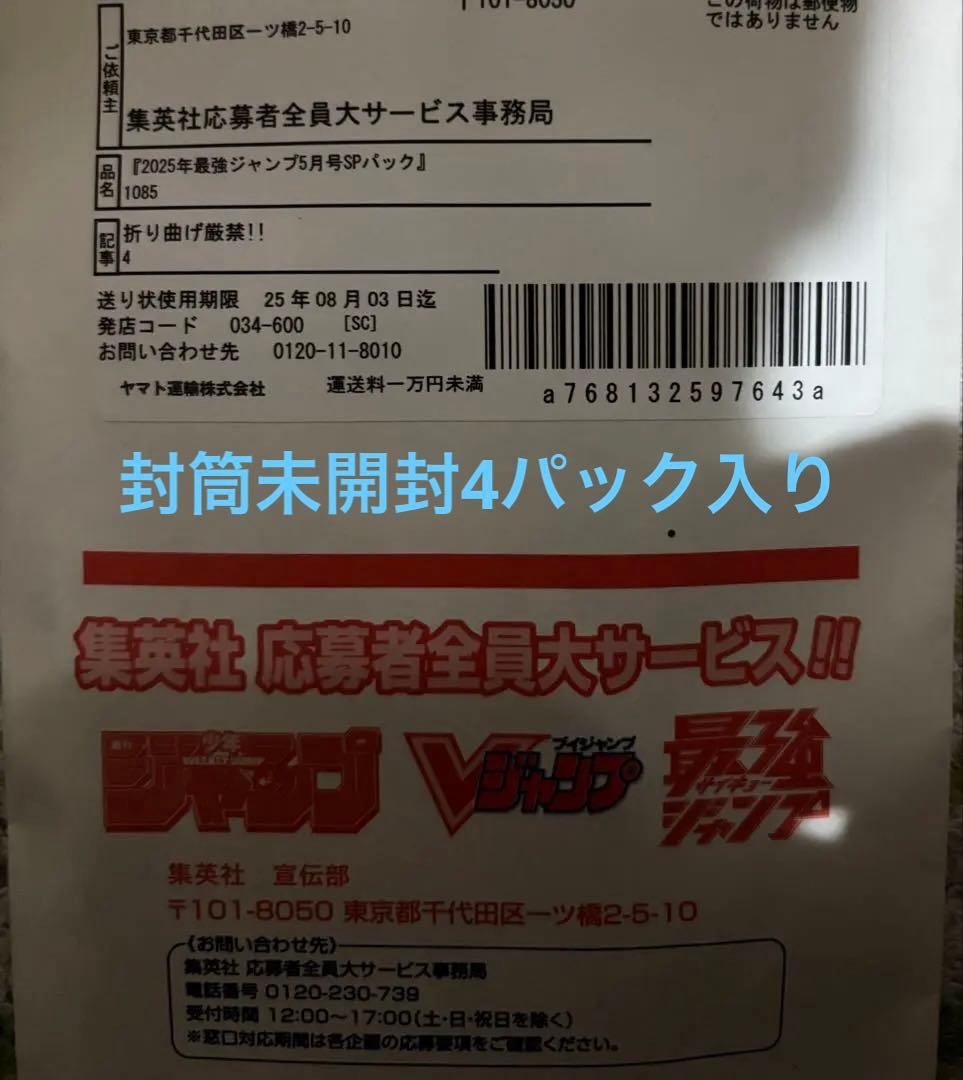 〒101-8050
この荷物は郵便物
ではありません
ご依頼主
東京都千代田区一ツ橋2-5-10
集英社応募者全員大サービス事務局
品名
『2025年最強ジャンプ5月号SPパック』
1085
記事
折り曲げ厳禁!!
4
送り状使用期限 25年08月03日迄
発店コード 034-600 [SC]
お問い合わせ先 0120-11-8010
ヤマト運輸株式会社 運送料一万円未満
a768132597643a
封筒未開封4パック入り
集英社 応募者全員大サービス!!
週刊少年ジャンプ
WEEKLY JUMP
ブイジャンプ
Vジャンプ
最強ジャンプ
サイキョー
集英社 宣伝部
〒101-8050 東京都千代田区一ツ橋2-5-10
《お問い合わせ先》
集英社 応募者全員大サービス事務局
電話番号 0120-230-739
受付時間 12:00～17:00(土・日・祝日を除く)
※窓口対応期間は各企画の応募要項をご確認ください。